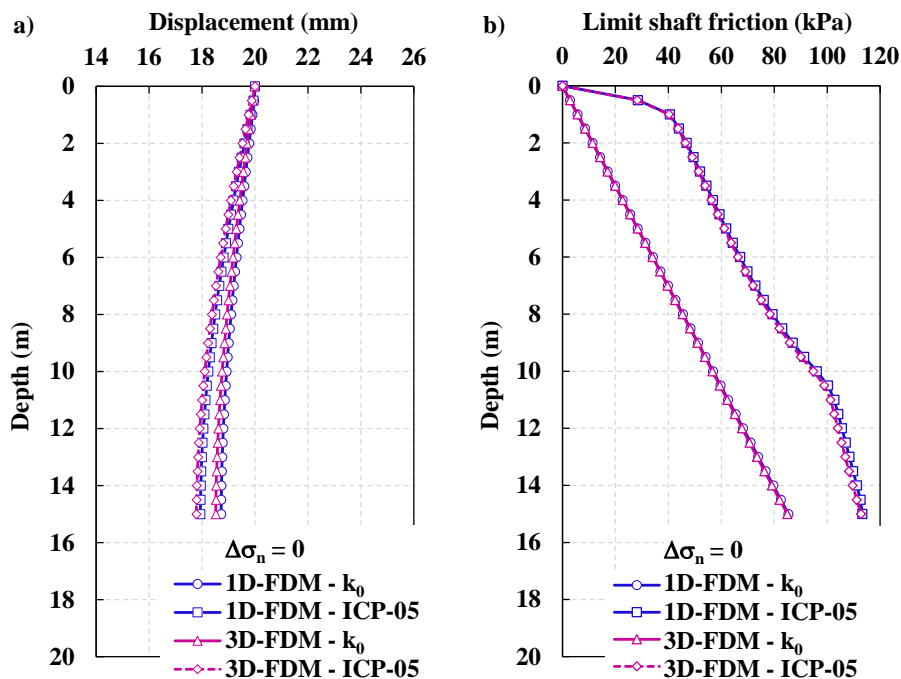 a)
Displacement (mm)
14 16 18 20 22 24 26
0
2
4
6
8
10
12
14
16
18
20
Depth (m)
Δσn = 0
1D-FDM - k0
1D-FDM - ICP-05
3D-FDM - k0
3D-FDM - ICP-05
b)
Limit shaft friction (kPa)
0 20 40 60 80 100 120
0
2
4
6
8
10
12
14
16
18
20
Depth (m)
Δσn = 0
1D-FDM - k0
1D-FDM - ICP-05
3D-FDM - k0
3D-FDM - ICP-05